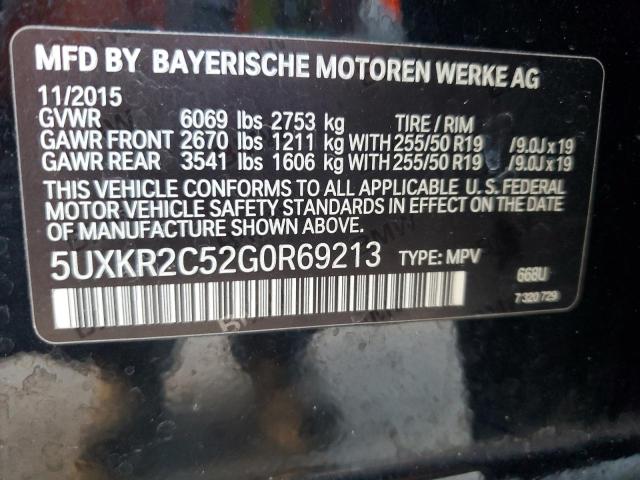 MFD BY BAYERISCHE MOTOREN WERKE AG
11/2015
GVWR 6069 lbs 2753 kg TIRE / RIM
GAWR FRONT 2670 lbs 1211 kg WITH 255/50 R19 /9.0J x 19
GAWR REAR 3541 lbs 1606 kg WITH 255/50 R19 /9.0J x 19
THIS VEHICLE CONFORMS TO ALL APPLICABLE U. S. FEDERAL
MOTOR VEHICLE SAFETY STANDARDS IN EFFECT ON THE DATE
OF MANUFACTURE SHOWN ABOVE.
5UXKR2C52G0R69213 TYPE: MPV
668U
7 320 729